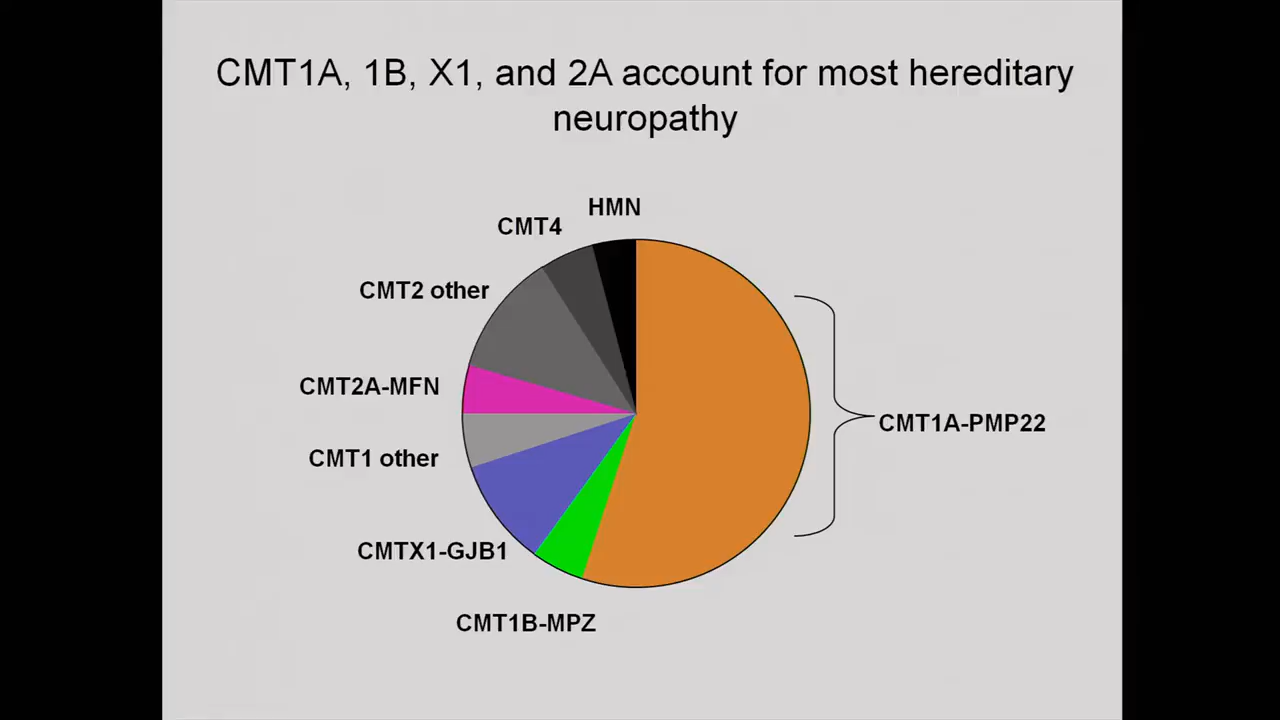 CMT1A, 1B, X1, and 2A account for most hereditary
neuropathy
HMN
CMT4
CMT2 other
CMT2A-MFN
CMT1A-PMP22
CMT1 other
CMTX1-GJB1
CMT1B-MPZ